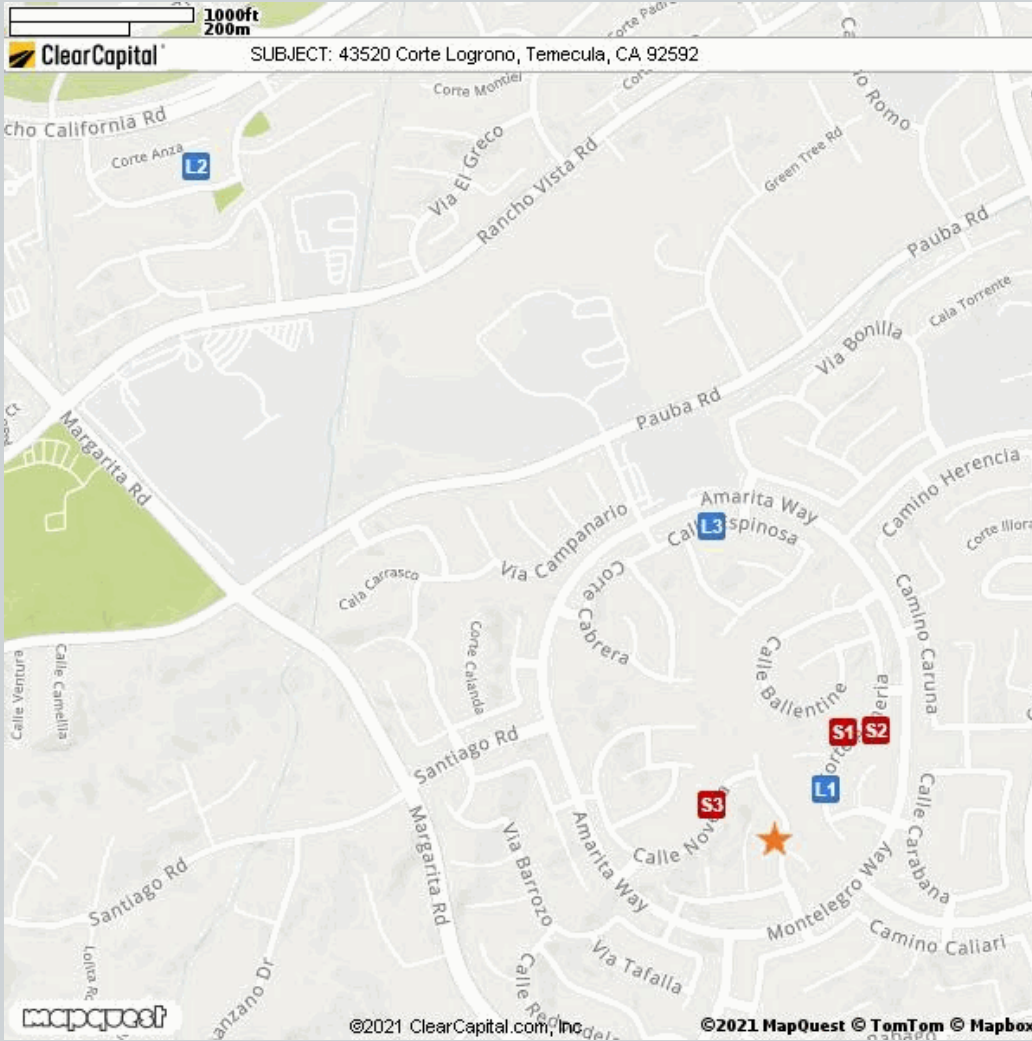 1000ft
200m
ClearCapital
SUBJECT: 43520 Corte Logrono, Temecula, CA 92592
Corte Montiel
cho California Rd
Corte Anza
L2
Via El Greco
Rancho Vista Rd
Romo
Green Tree Rd
Pauba Rd
Cala Torrente
Via Bonilla
Pauba Rd
Margarita Rd
Ct
Camino Herencia
Amarita Way
L3
Espinosa
Via Campanario
Cala Carrasco
Corte Cabrera
Corte Calanda
Camino Caruna
Calle Ventura
Calle Camellia
Calle Ballentine
S1
S2
Santiago Rd
L1
S3
Calle
Amarita Way
Calle Carabana
Margarita Rd
Via Barrozo
Santiago Rd
Montelegro Way
Camino Caliari
Via Tafalla
Calle
mapquest
©2021 ClearCapital.com, Inc
©2021 MapQuest © TomTom © Mapbox